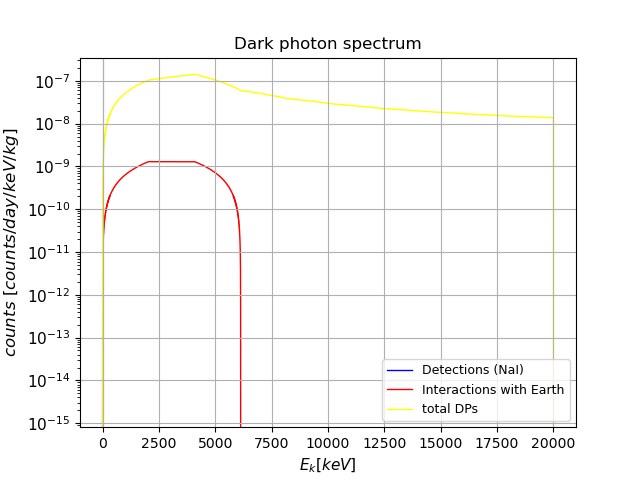 Dark photon spectrum
counts [counts/day/keV/kg]
10⁻⁷
10⁻⁸
10⁻⁹
10⁻¹⁰
10⁻¹¹
10⁻¹²
10⁻¹³
10⁻¹⁴
10⁻¹⁵
Detections (NaI)
Interactions with Earth
total DPs
0 2500 5000 7500 10000 12500 15000 17500 20000
Eₖ[keV]